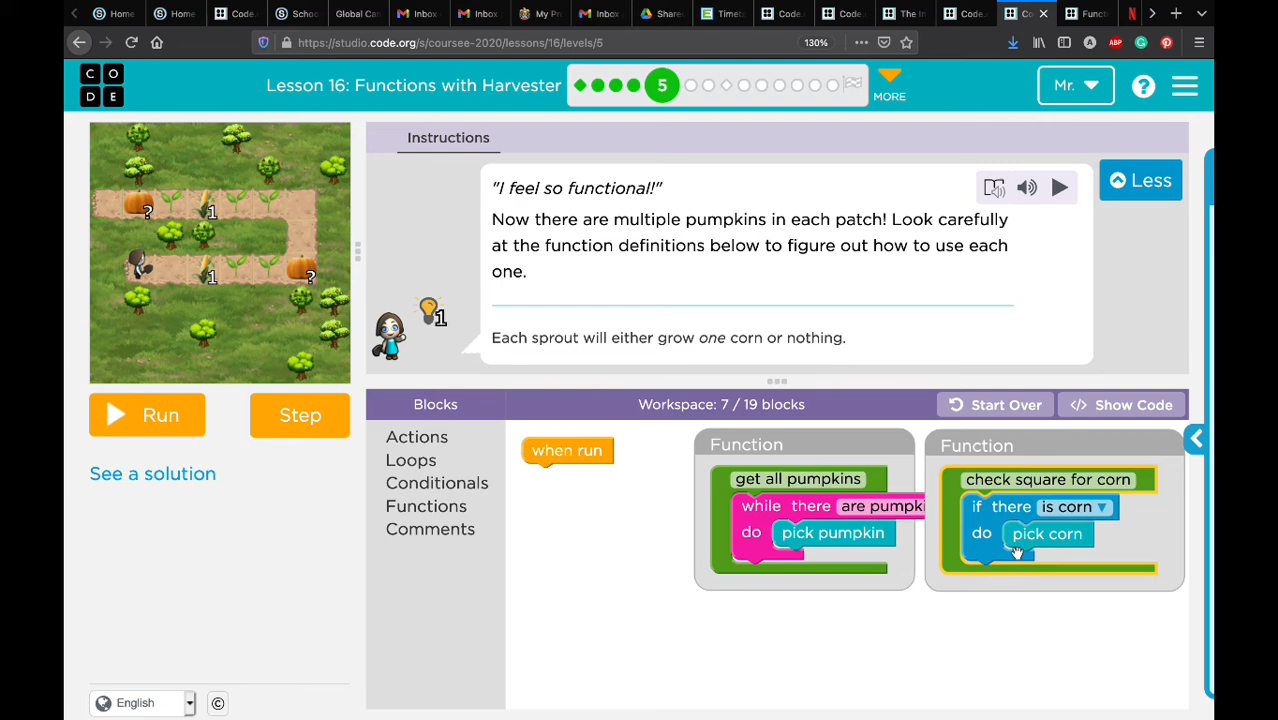 Home
Home
Code.
Schoo
Global Ca
Inbox
Inbox
My Pr
Inbox
Share
Timeta
Code.
Code.
The In
Code.
Co
Functi
https://studio.code.org/s/coursee-2020/lessons/16/levels/5
130%
ABP
C O
D E
Lesson 16: Functions with Harvester
5
MORE
Mr.
?
Instructions
"I feel so functional!"
Now there are multiple pumpkins in each patch! Look carefully
at the function definitions below to figure out how to use each
one.
Each sprout will either grow one corn or nothing.
Less
1
?
1
1
?
Run
Step
See a solution
Blocks
Workspace: 7 / 19 blocks
Start Over
</> Show Code
Actions
Loops
Conditionals
Functions
Comments
when run
Function
get all pumpkins
while there are pumpki
do pick pumpkin
Function
check square for corn
if there is corn
do pick corn
English
©